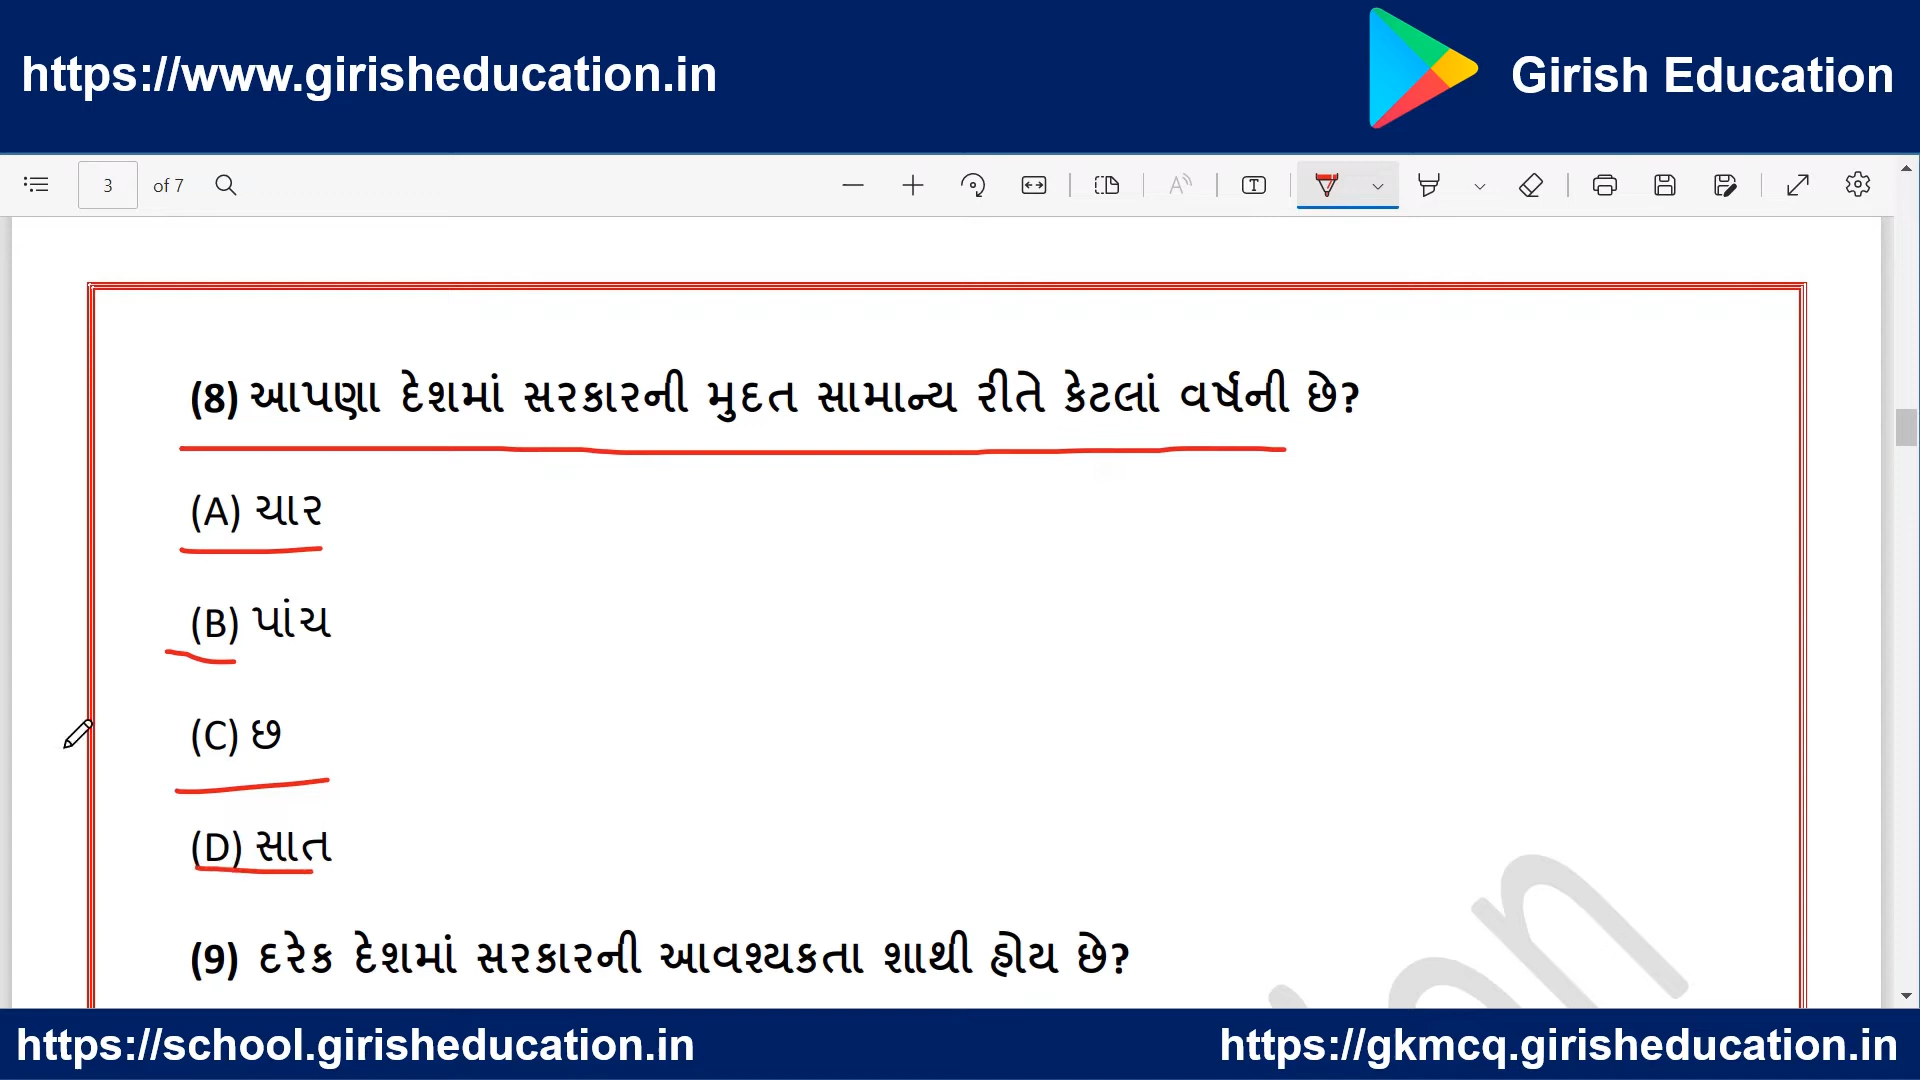 https://www.girisheducation.in
Girish Education
3 of 7
(8) આપણા દેશમાં સરકારની મુદત સામાન્ય રીતે કેટલાં વર્ષની છે?
(A) ચાર
(B) પાંચ
(C) છ
(D) સાત
(9) દરેક દેશમાં સરકારની આવશ્યકતા શાથી હોય છે?
https://school.girisheducation.in
https://gkmcq.girisheducation.in